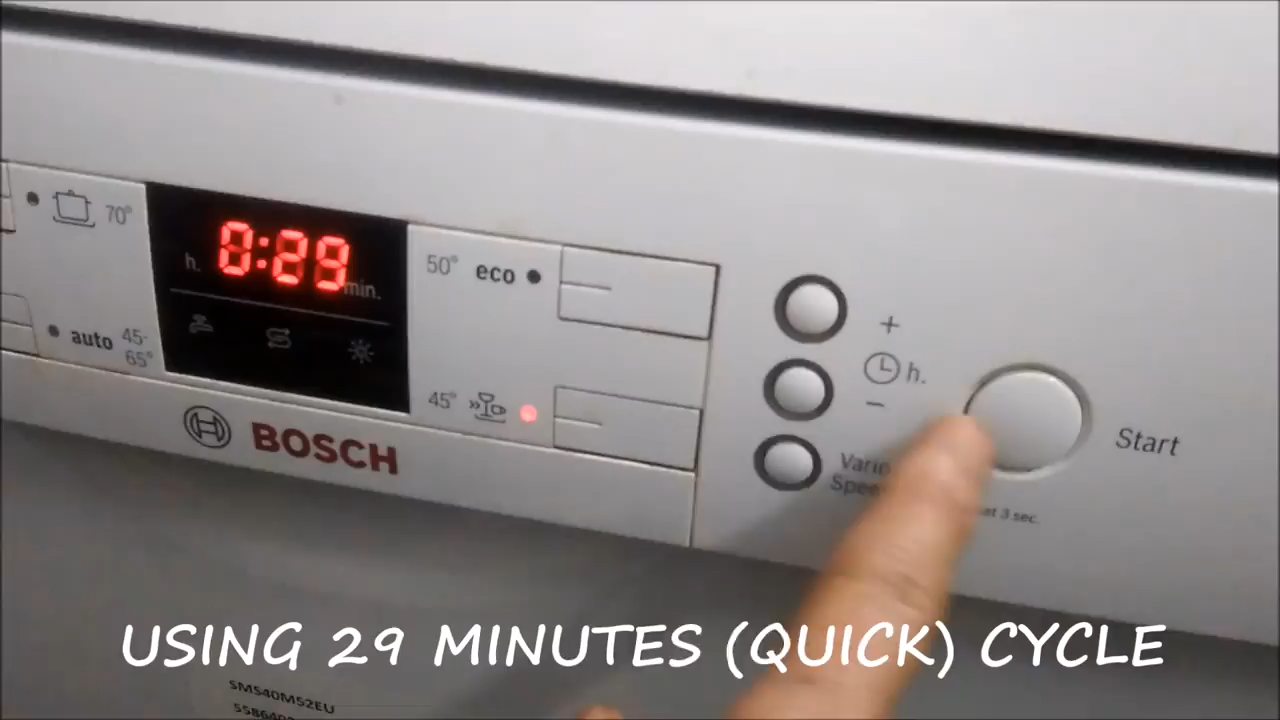 70°
auto 45-
65°
0:29
h.
min.
50° eco
45°
BOSCH
+
h.
−
Start
USING 29 MINUTES (QUICK) CYCLE
SMS40M52EU